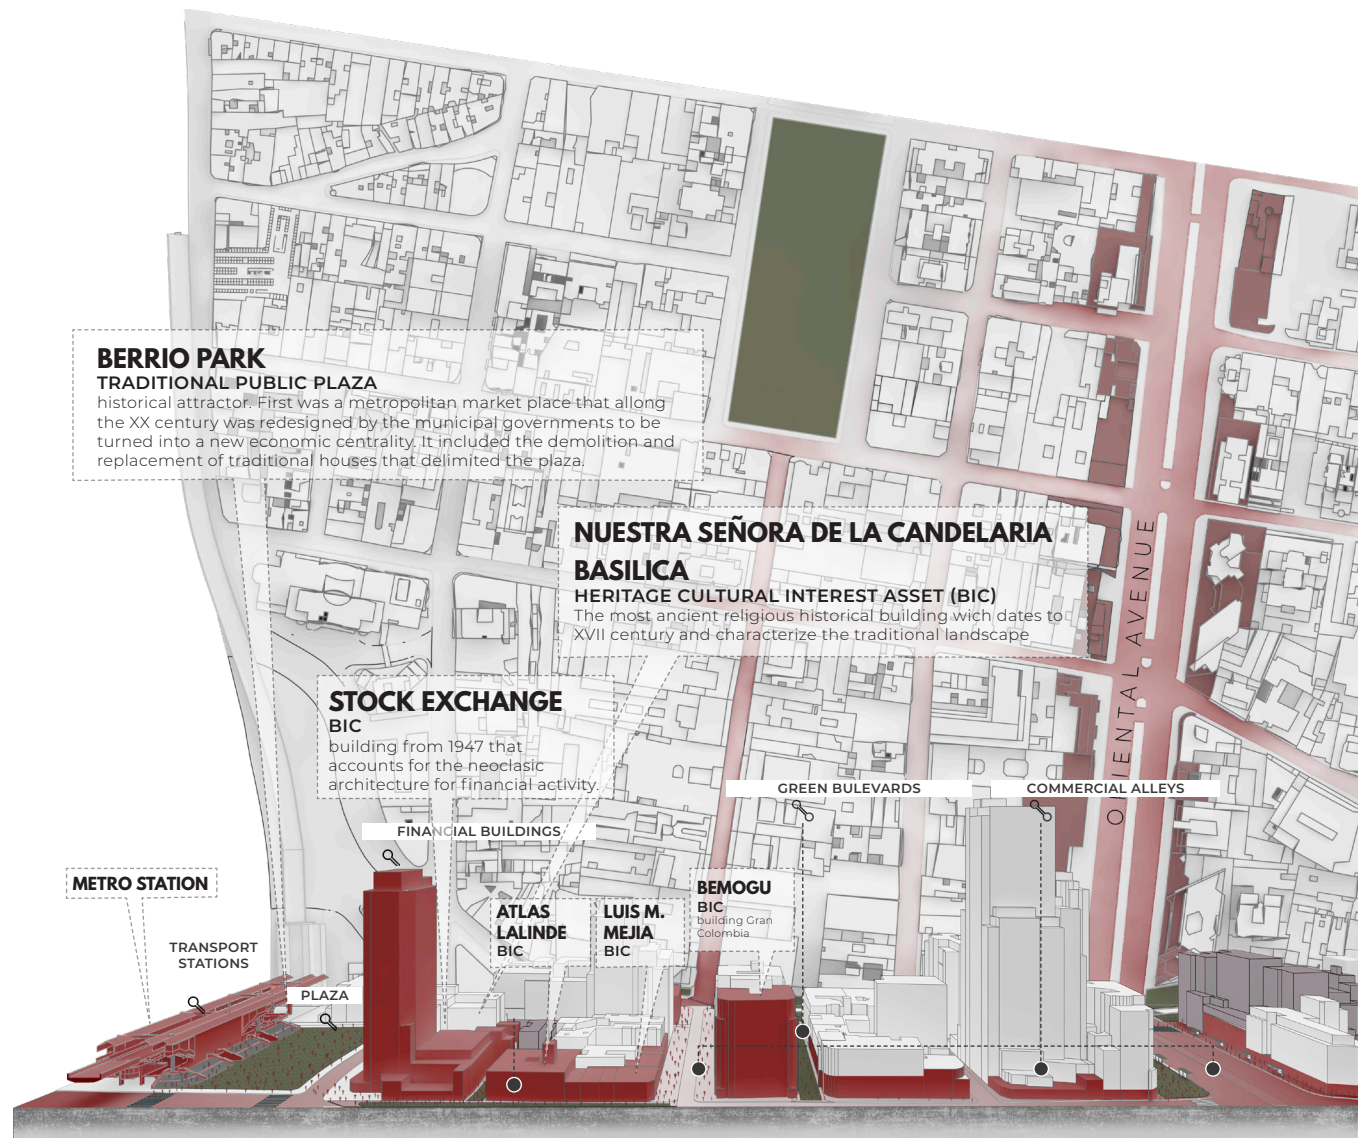 BERRIO PARK
TRADITIONAL PUBLIC PLAZA
historical attractor. First was a metropolitan market place that allong
the XX century was redesigned by the municipal governments to be
turned into a new economic centrality. It included the demolition and
replacement of traditional houses that delimited the plaza.
NUESTRA SEÑORA DE LA CANDELARIA
BASILICA
HERITAGE CULTURAL INTEREST ASSET (BIC)
The most ancient religious historical building wich dates to
XVII century and characterize the traditional landscape
ORIENTAL AVENUE
STOCK EXCHANGE
BIC
building from 1947 that
accounts for the neoclasic
architecture for financial activity.
GREEN BULEVARDS
COMMERCIAL ALLEYS
FINANCIAL BUILDINGS
METRO STATION
BEMOGU
BIC
building Gran
Colombia
ATLAS
LALINDE
BIC
LUIS M.
MEJIA
BIC
TRANSPORT
STATIONS
PLAZA